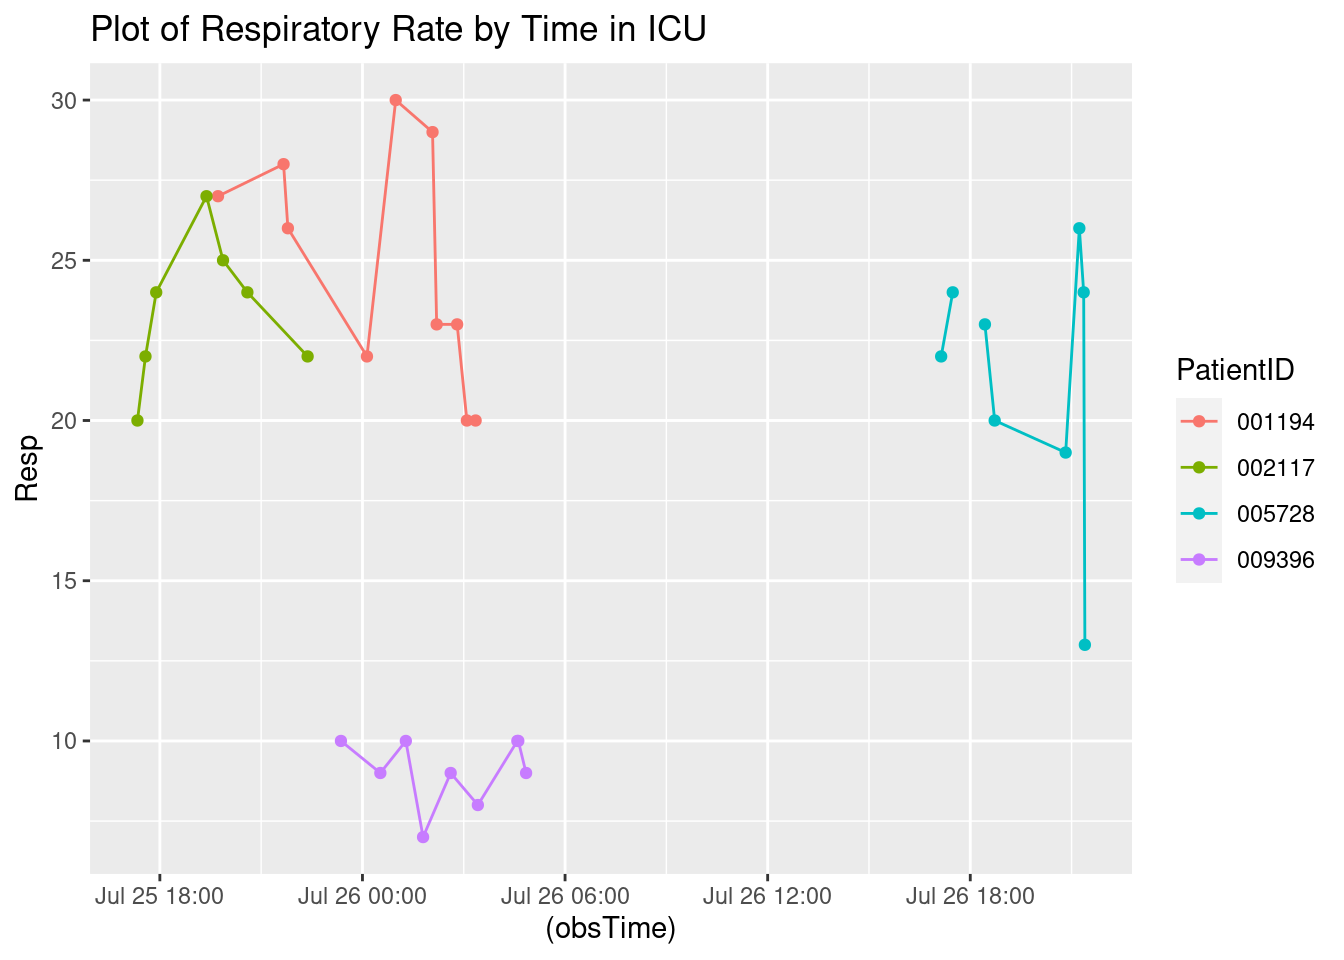 Plot of Respiratory Rate by Time in ICU
30
25
20
15
10
Resp
Jul 25 18:00
Jul 26 00:00
Jul 26 06:00
Jul 26 12:00
Jul 26 18:00
(obsTime)
PatientID
001194
002117
005728
009396